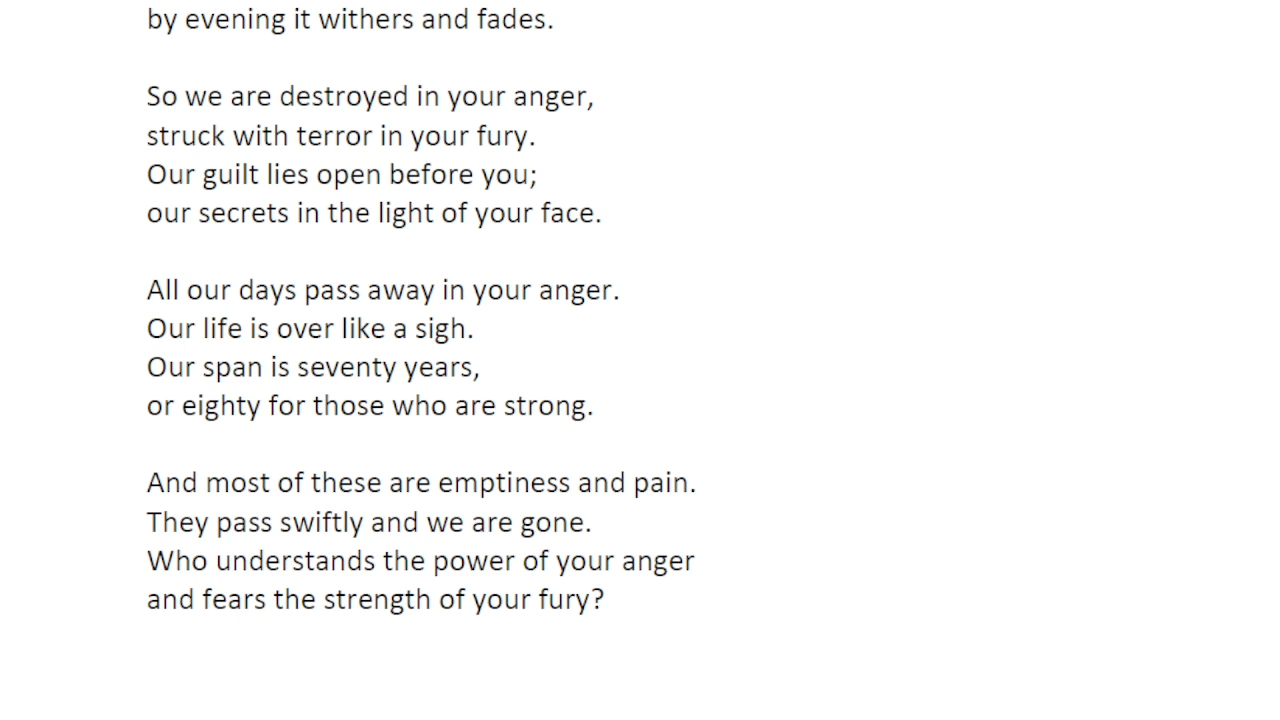 by evening it withers and fades.
So we are destroyed in your anger,
struck with terror in your fury.
Our guilt lies open before you;
our secrets in the light of your face.
All our days pass away in your anger.
Our life is over like a sigh.
Our span is seventy years,
or eighty for those who are strong.
And most of these are emptiness and pain.
They pass swiftly and we are gone.
Who understands the power of your anger
and fears the strength of your fury?